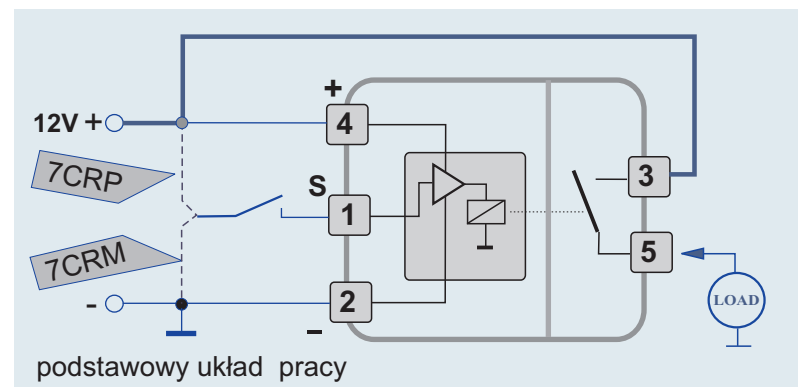 +
12V +
4
7CRP
S
1
3
5
7CRM
LOAD
-
2
–
podstawowy układ pracy